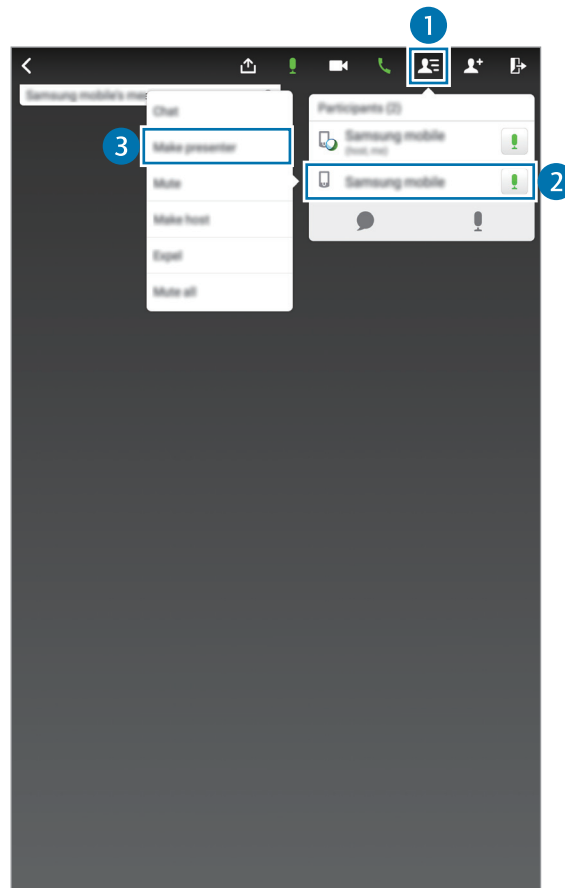 1
Samsung mobile's mee
Chat
3
Make presenter
Mute
Make host
Expel
Mute all
Participants (2)
Samsung mobile
(host, me)
Samsung mobile
2